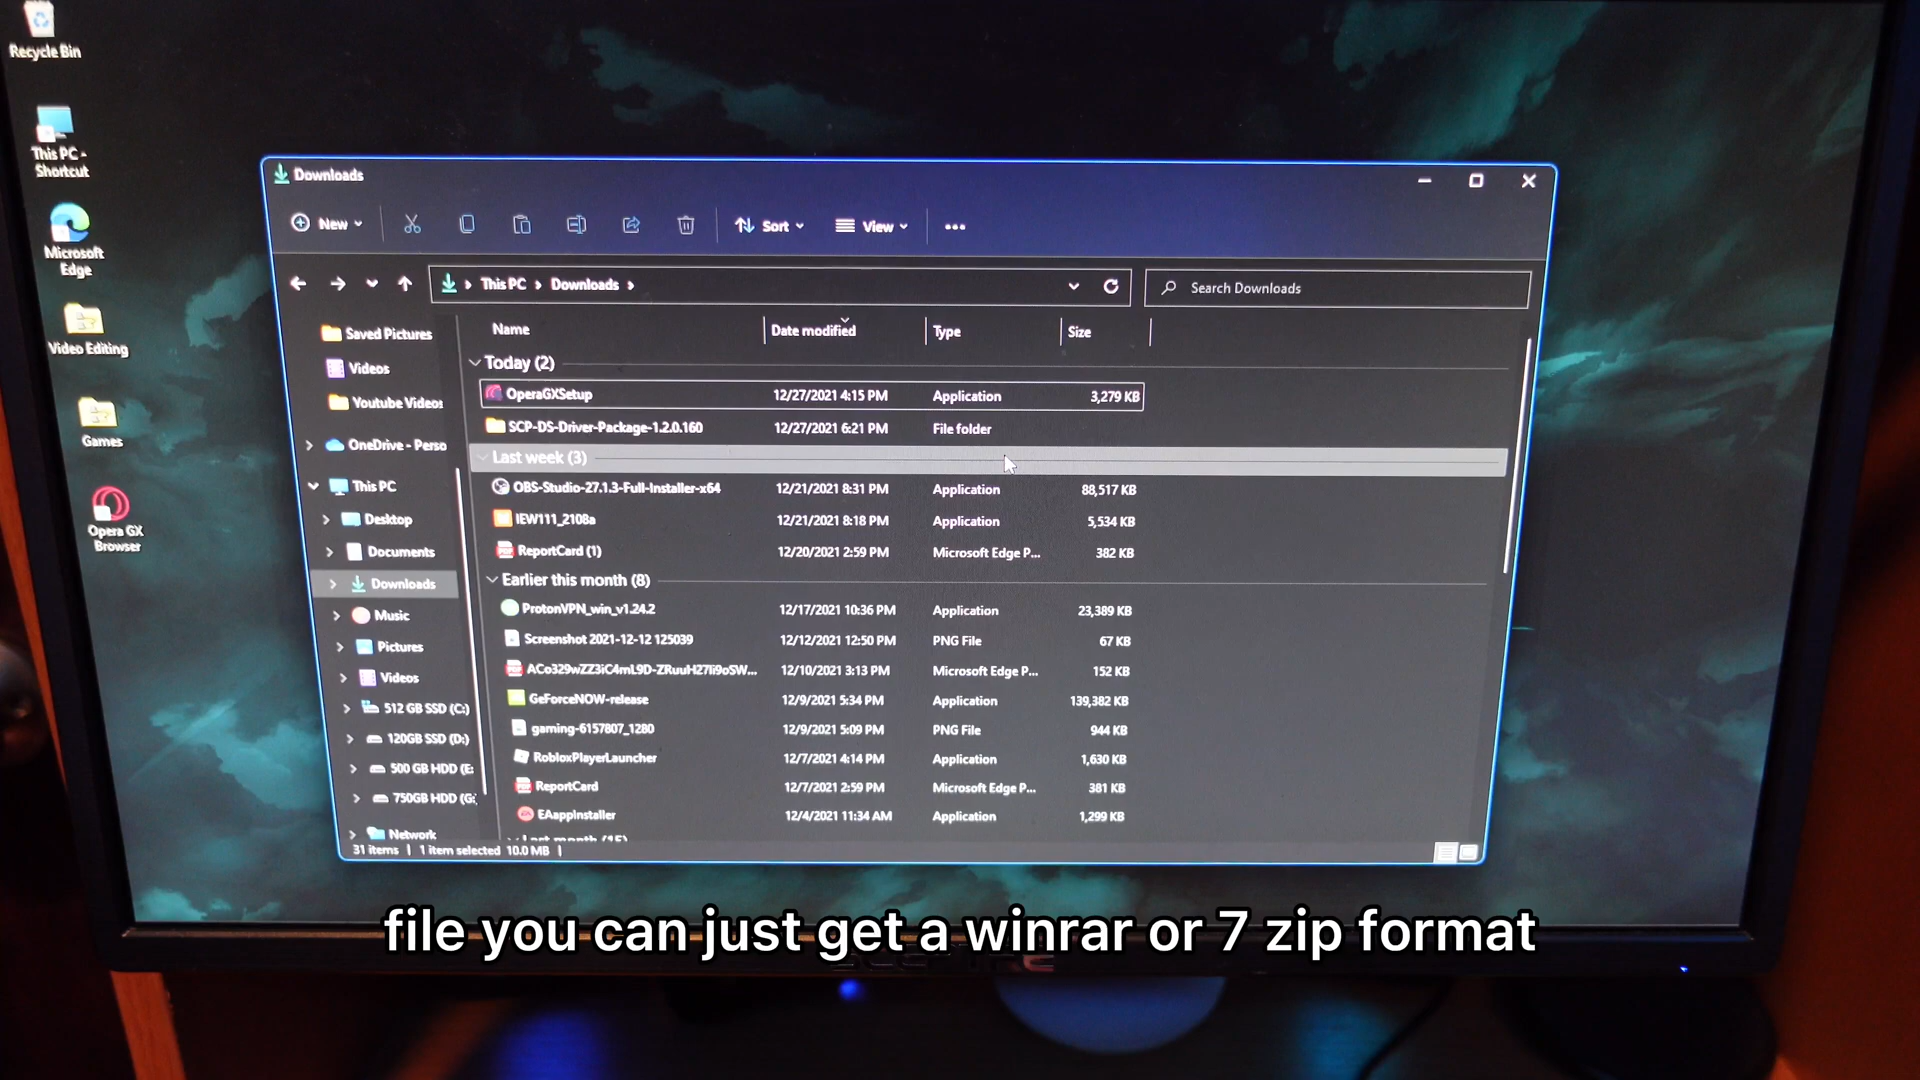 Recycle Bin
This PC -
Shortcut
Microsoft
Edge
Video Editing
Games
Opera GX
Browser
Downloads
New
Sort
View
This PC
Downloads
Search Downloads
Saved Pictures
Videos
Youtube Videos
OneDrive - Perso
This PC
Desktop
Documents
Downloads
Music
Pictures
Videos
512 GB SSD (C:)
120GB SSD (D:)
500 GB HDD (E:
750GB HDD (G:
Network
Name Date modified Type Size
Today (2)
OperaGXSetup 12/27/2021 4:15 PM Application 3,279 KB
SCP-DS-Driver-Package-1.2.0.160 12/27/2021 6:21 PM File folder
Last week (3)
OBS-Studio-27.1.3-Full-Installer-x64 12/21/2021 8:31 PM Application 88,517 KB
IEW111_2108a 12/21/2021 8:18 PM Application 5,534 KB
ReportCard (1) 12/20/2021 2:59 PM Microsoft Edge P... 382 KB
Earlier this month (8)
ProtonVPN_win_v1.24.2 12/17/2021 10:36 PM Application 23,389 KB
Screenshot 2021-12-12 125039 12/12/2021 12:50 PM PNG File 67 KB
12/10/2021 3:13 PM Microsoft Edge P... 152 KB
GeForceNOW-release 12/9/2021 5:34 PM Application 139,382 KB
gaming-6157807_1280 12/9/2021 5:09 PM PNG File 944 KB
RobloxPlayerLauncher 12/7/2021 4:14 PM Application 1,630 KB
ReportCard 12/7/2021 2:59 PM Microsoft Edge P... 381 KB
EAappInstaller 12/4/2021 11:34 AM Application 1,299 KB
Last month (15)
31 items | 1 item selected 10.0 MB |
file you can just get a winrar or 7 zip format